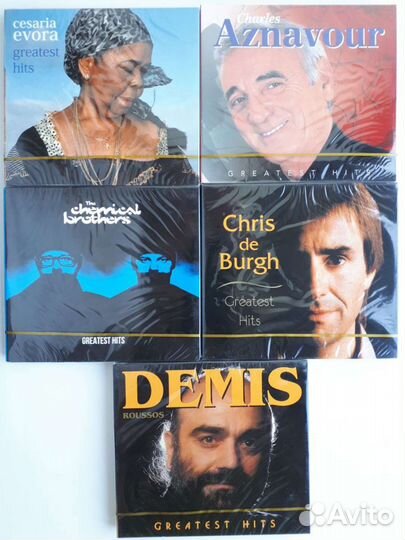 cesaria
evora
greatest
hits
Charles
Aznavour
GREATEST HITS
The
chemical
brothers
GREATEST HITS
Chris
de
Burgh
Greatest
Hits
DEMIS
ROUSSOS
GREATEST HITS
Avito